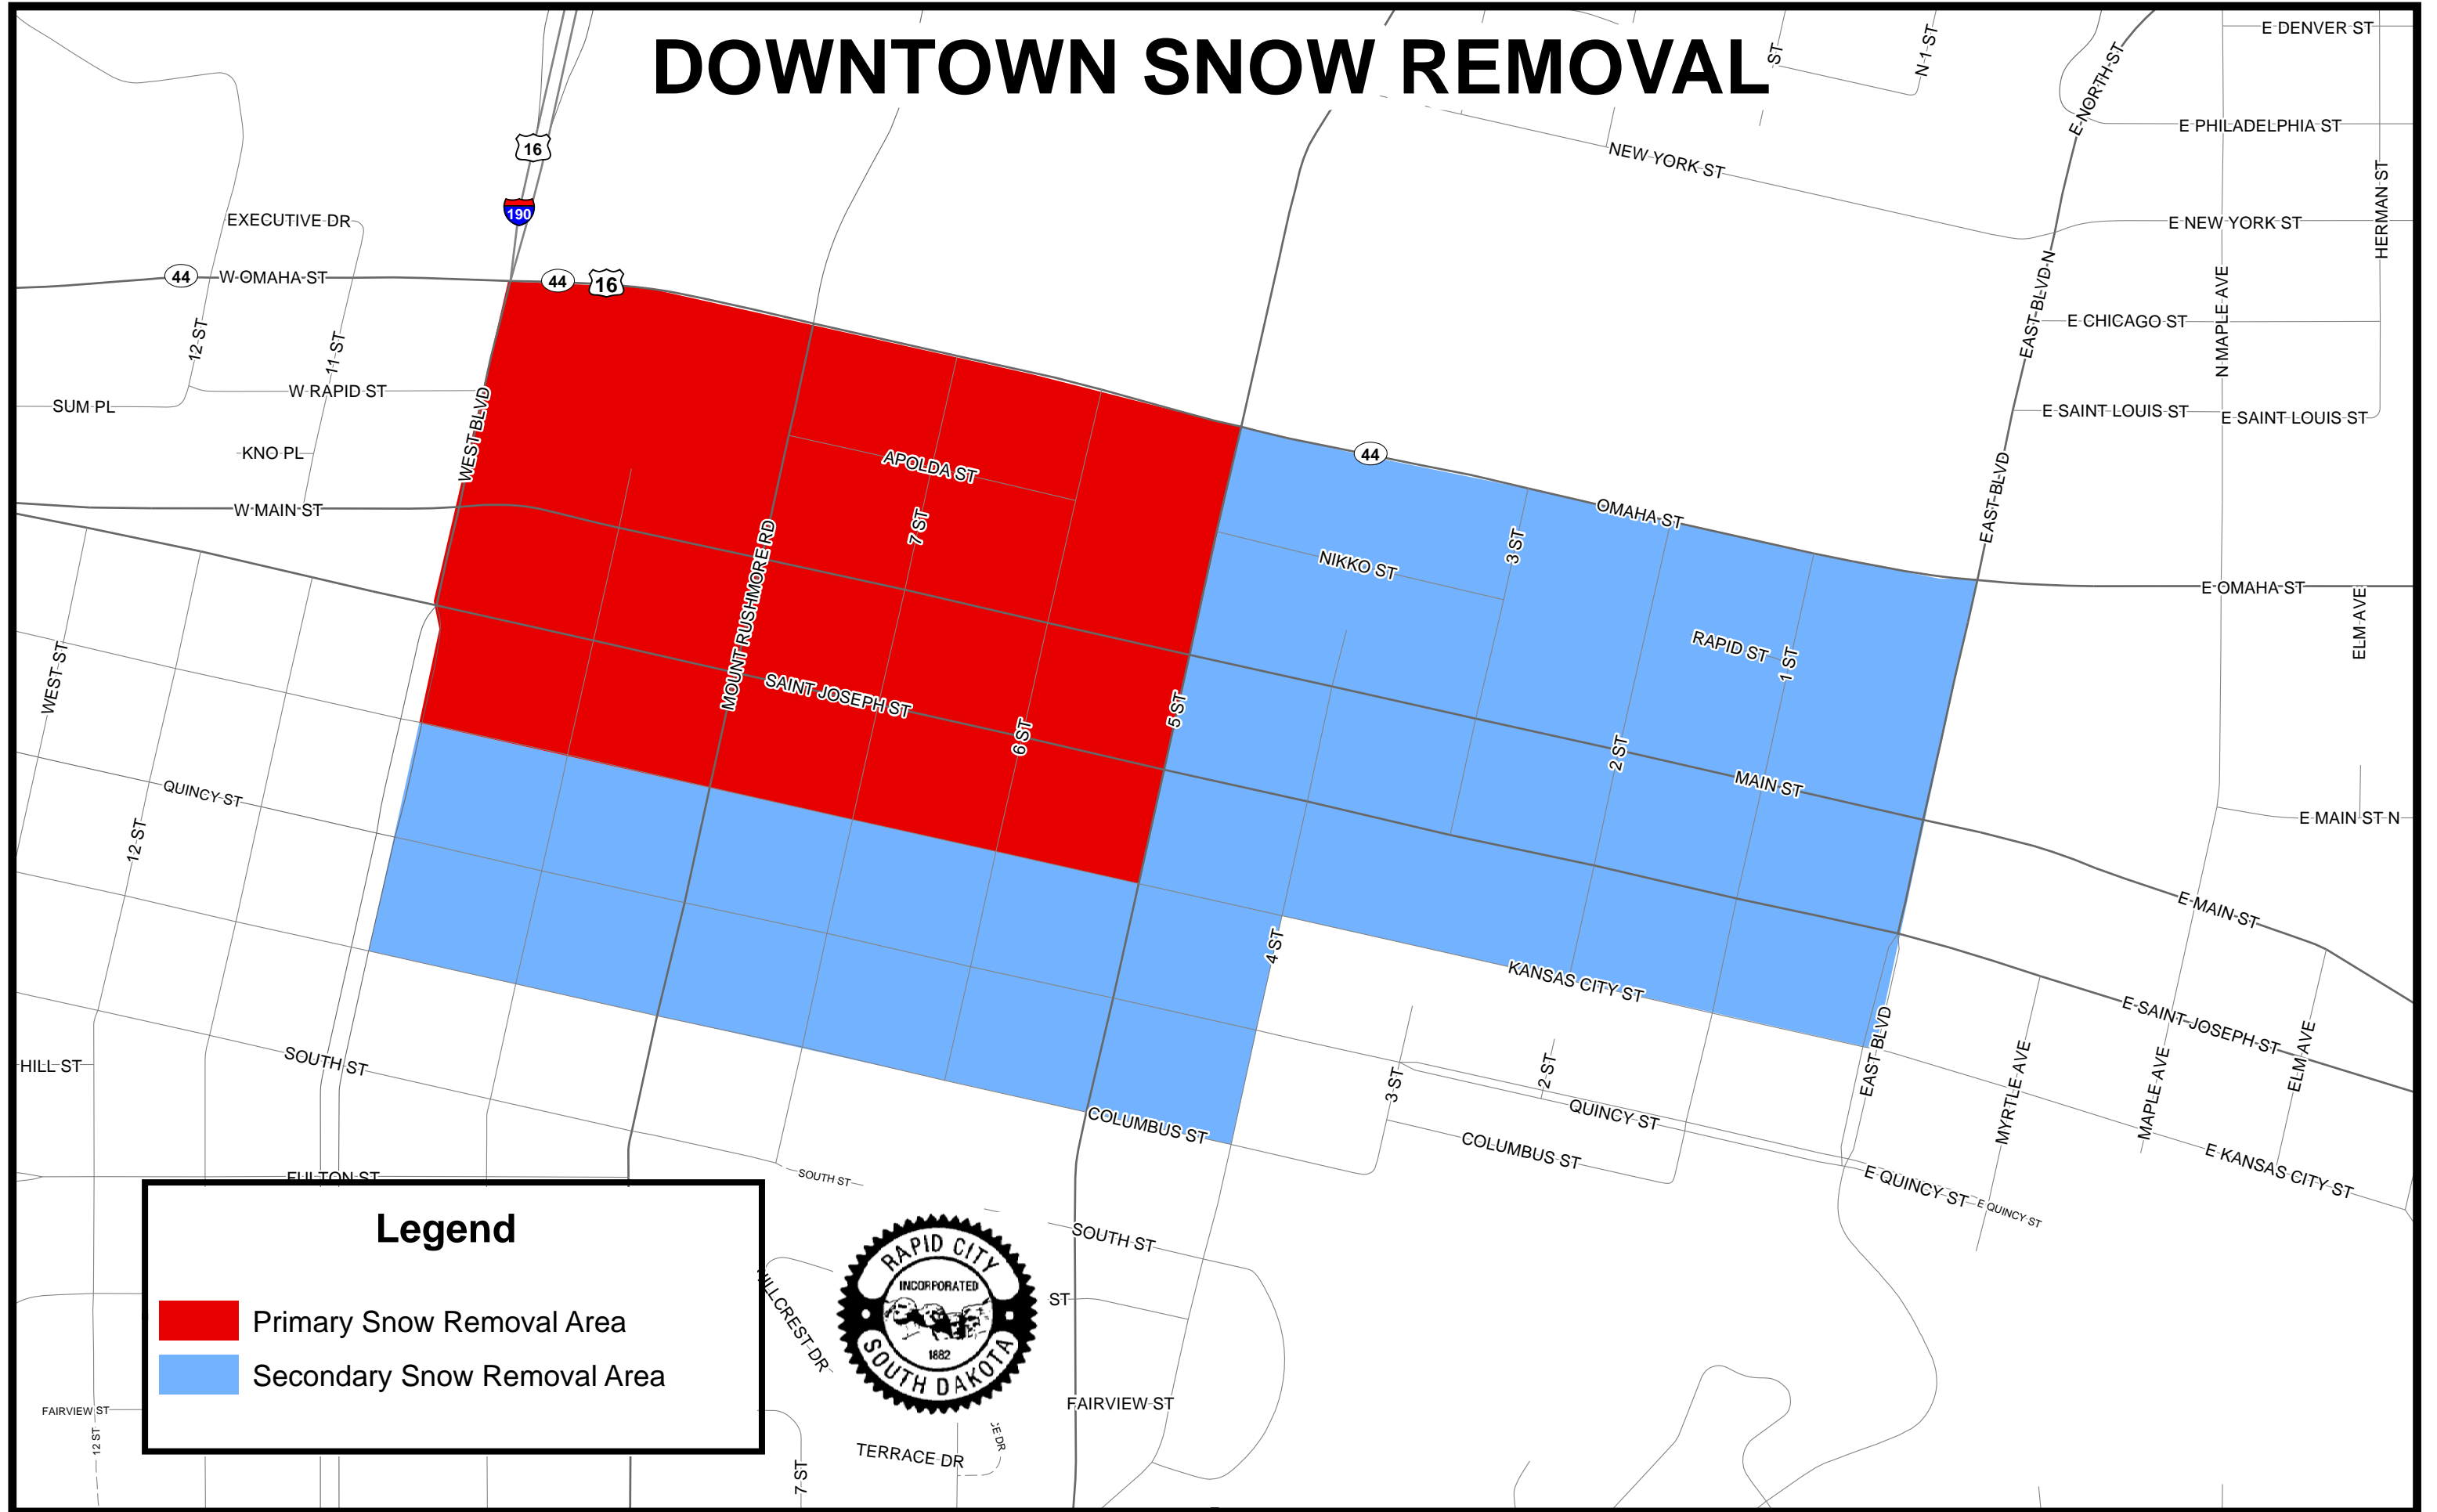 DOWNTOWN SNOW REMOVAL
E DENVER ST
ST
N 1 ST
E NORTH ST
E PHILADELPHIA ST
16
NEW YORK ST
HERMAN ST
190
EXECUTIVE DR
E NEW YORK ST
44
W OMAHA ST
44
16
EAST BLVD N
N MAPLE AVE
E CHICAGO ST
12 ST
11 ST
W RAPID ST
SUM PL
E SAINT LOUIS ST
E SAINT LOUIS ST
WEST BLVD
KNO PL
44
APOLDA ST
W MAIN ST
7 ST
OMAHA ST
EAST BLVD
3 ST
NIKKO ST
E OMAHA ST
MOUNT RUSHMORE RD
ELM AVE
RAPID ST
1 ST
WEST ST
SAINT JOSEPH ST
5 ST
6 ST
2 ST
MAIN ST
QUINCY ST
E MAIN ST N
12 ST
E MAIN ST
4 ST
KANSAS CITY ST
E SAINT JOSEPH ST
HILL ST
SOUTH ST
EAST BLVD
ELM AVE
2 ST
3 ST
MYRTLE AVE
MAPLE AVE
COLUMBUS ST
QUINCY ST
COLUMBUS ST
E KANSAS CITY ST
FULTON ST
SOUTH ST
E QUINCY ST
E QUINCY ST
SOUTH ST
Legend
Primary Snow Removal Area
Secondary Snow Removal Area
HILLCREST DR
RAPID CITY
INCORPORATED
1882
SOUTH DAKOTA
ST
FAIRVIEW ST
FAIRVIEW ST
12 ST
TERRACE DR
CE DR
7 ST